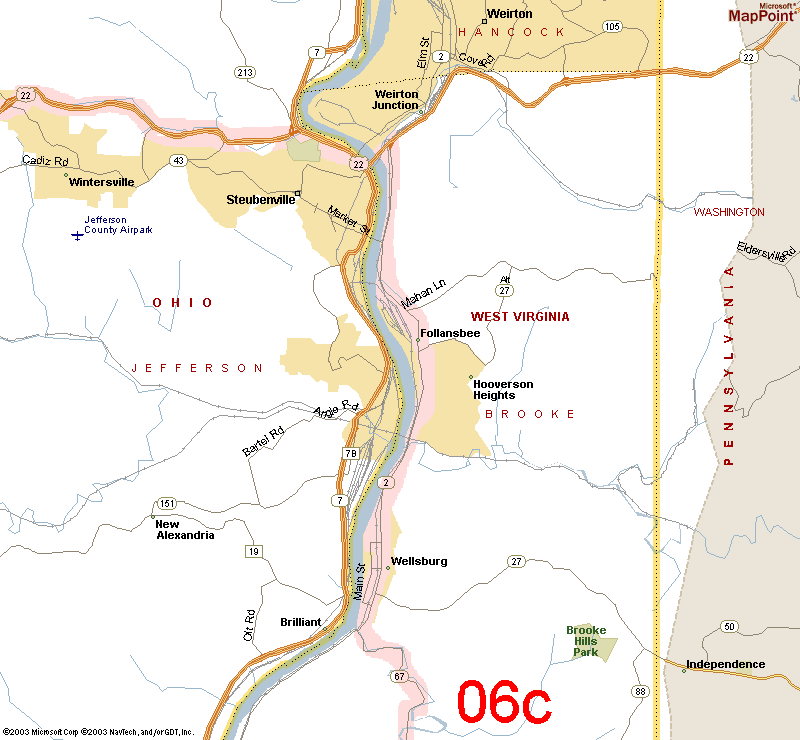 Microsoft®
MapPoint®
Weirton
HANCOCK
105
7
Elm St
2
Cove Rd
22
213
22
Weirton
Junction
Cadiz Rd
43
22
Wintersville
Steubenville
Market St
WASHINGTON
Jefferson
County Airpark
Eldersville Rd
Alt
27
Mahan Ln
OHIO
WEST VIRGINIA
PENNSYLVANIA
Follansbee
JEFFERSON
Hooverson
Heights
BROOKE
Angle Rd
Bartel Rd
7B
2
7
151
New
Alexandria
19
Wellsburg
27
Main St
Brilliant
Ort Rd
Brooke
Hills
Park
50
Independence
67
88
06c
©2003 Microsoft Corp ©2003 NavTech, and/or GDT, Inc.